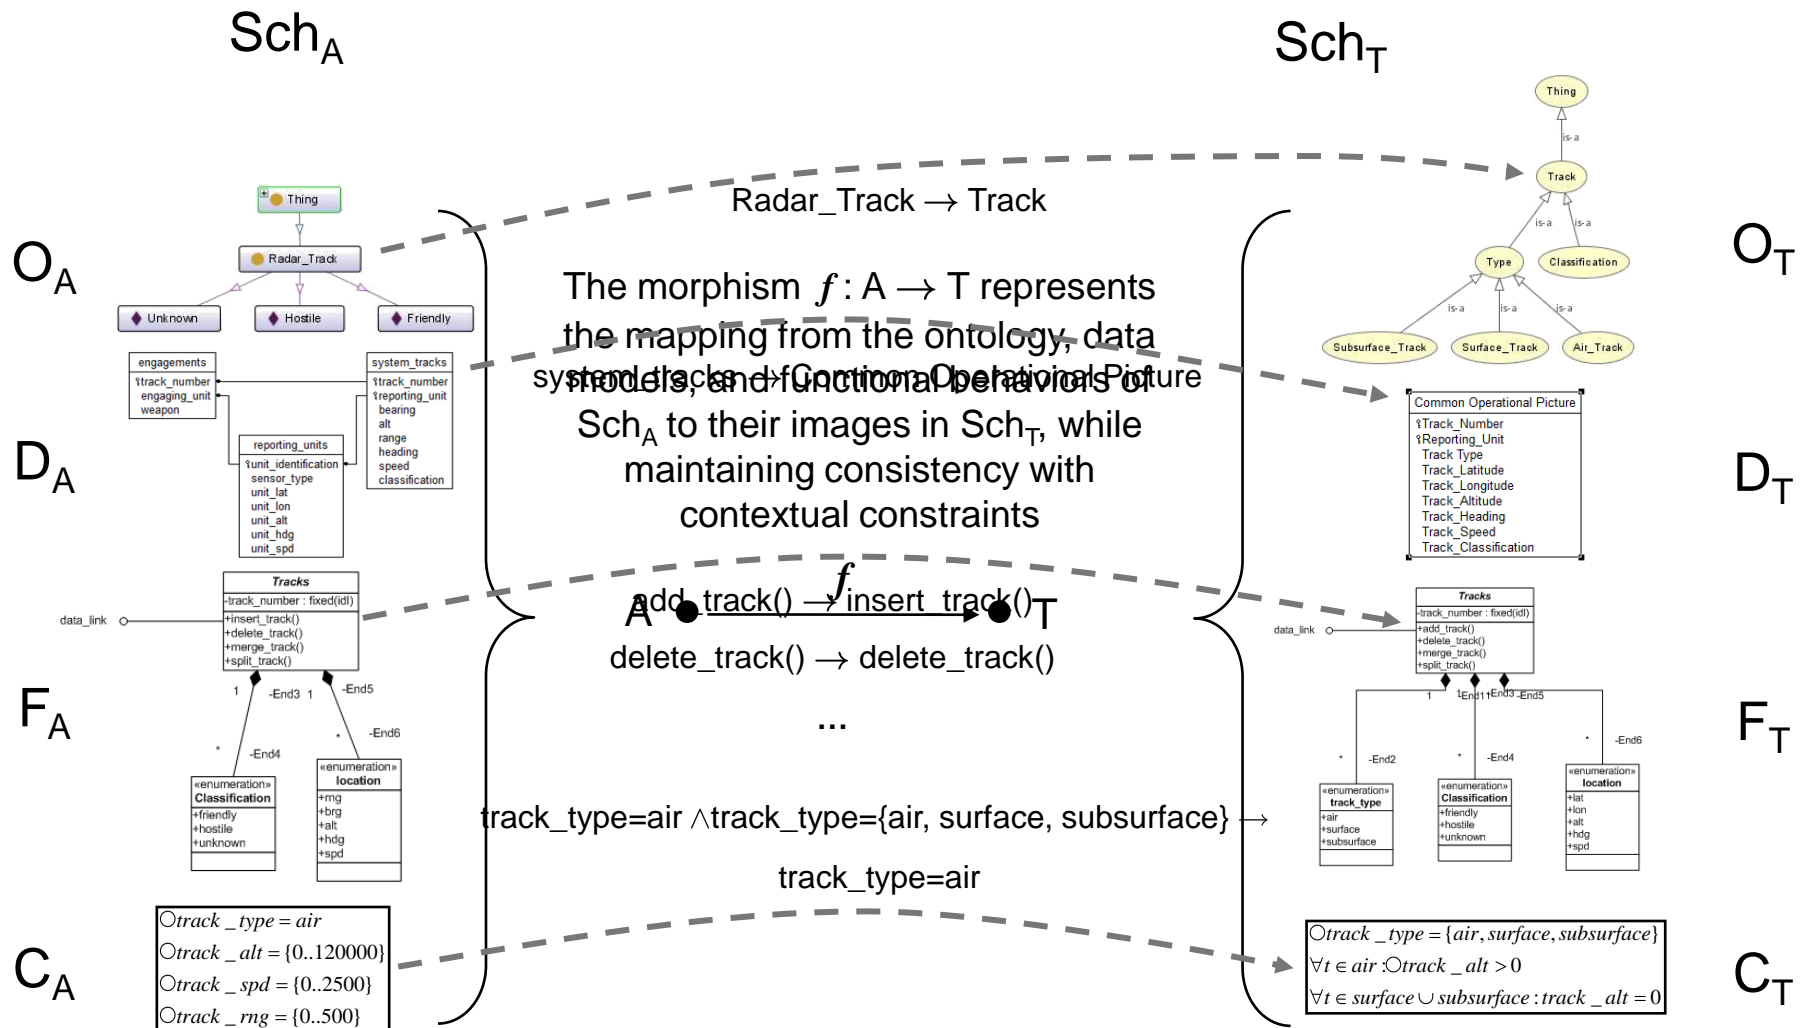 Sch_A
Sch_T
O_A
Thing
Radar_Track
Unknown
Hostile
Friendly
D_A
engagements
track_number
engaging_unit
weapon
system_tracks
track_number
reporting_unit
bearing
alt
range
heading
speed
classification
reporting_units
unit_identification
sensor_type
unit_lat
unit_lon
unit_alt
unit_hdg
unit_spd
F_A
data_link
Tracks
-track_number : fixed(idl)
+insert_track()
+delete_track()
+merge_track()
+split_track()
1
-End3
1
-End5
*
-End4
*
-End6
«enumeration»
Classification
+friendly
+hostile
+unknown
«enumeration»
location
+rng
+brg
+alt
+hdg
+spd
C_A
○track_type = air
○track_alt = {0..120000}
○track_spd = {0..2500}
○track_rng = {0..500}
Radar_Track → Track
The morphism f : A → T represents
the mapping from the ontology, data
models, and functional behaviors of
Sch_A to their images in Sch_T, while
maintaining consistency with
contextual constraints
system_tracks → Common Operational Picture
f
A
T
add_track() → insert_track()
delete_track() → delete_track()
...
track_type=air ∧track_type={air, surface, subsurface} →
track_type=air
Thing
is-a
Track
is-a
is-a
Type
Classification
is-a
is-a
is-a
Subsurface_Track
Surface_Track
Air_Track
O_T
Common Operational Picture
Track_Number
Reporting_Unit
Track Type
Track_Latitude
Track_Longitude
Track_Altitude
Track_Heading
Track_Speed
Track_Classification
D_T
data_link
Tracks
-track_number : fixed(idl)
+add_track()
+delete_track()
+merge_track()
+split_track()
1
-End1
1
-End3
-End5
*
-End2
*
-End4
*
-End6
«enumeration»
track_type
+air
+surface
+subsurface
«enumeration»
Classification
+friendly
+hostile
+unknown
«enumeration»
location
+lat
+lon
+alt
+hdg
+spd
F_T
○track_type = {air, surface, subsurface}
∀t ∈ air :○track_alt > 0
∀t ∈ surface ∪ subsurface : track_alt = 0
C_T